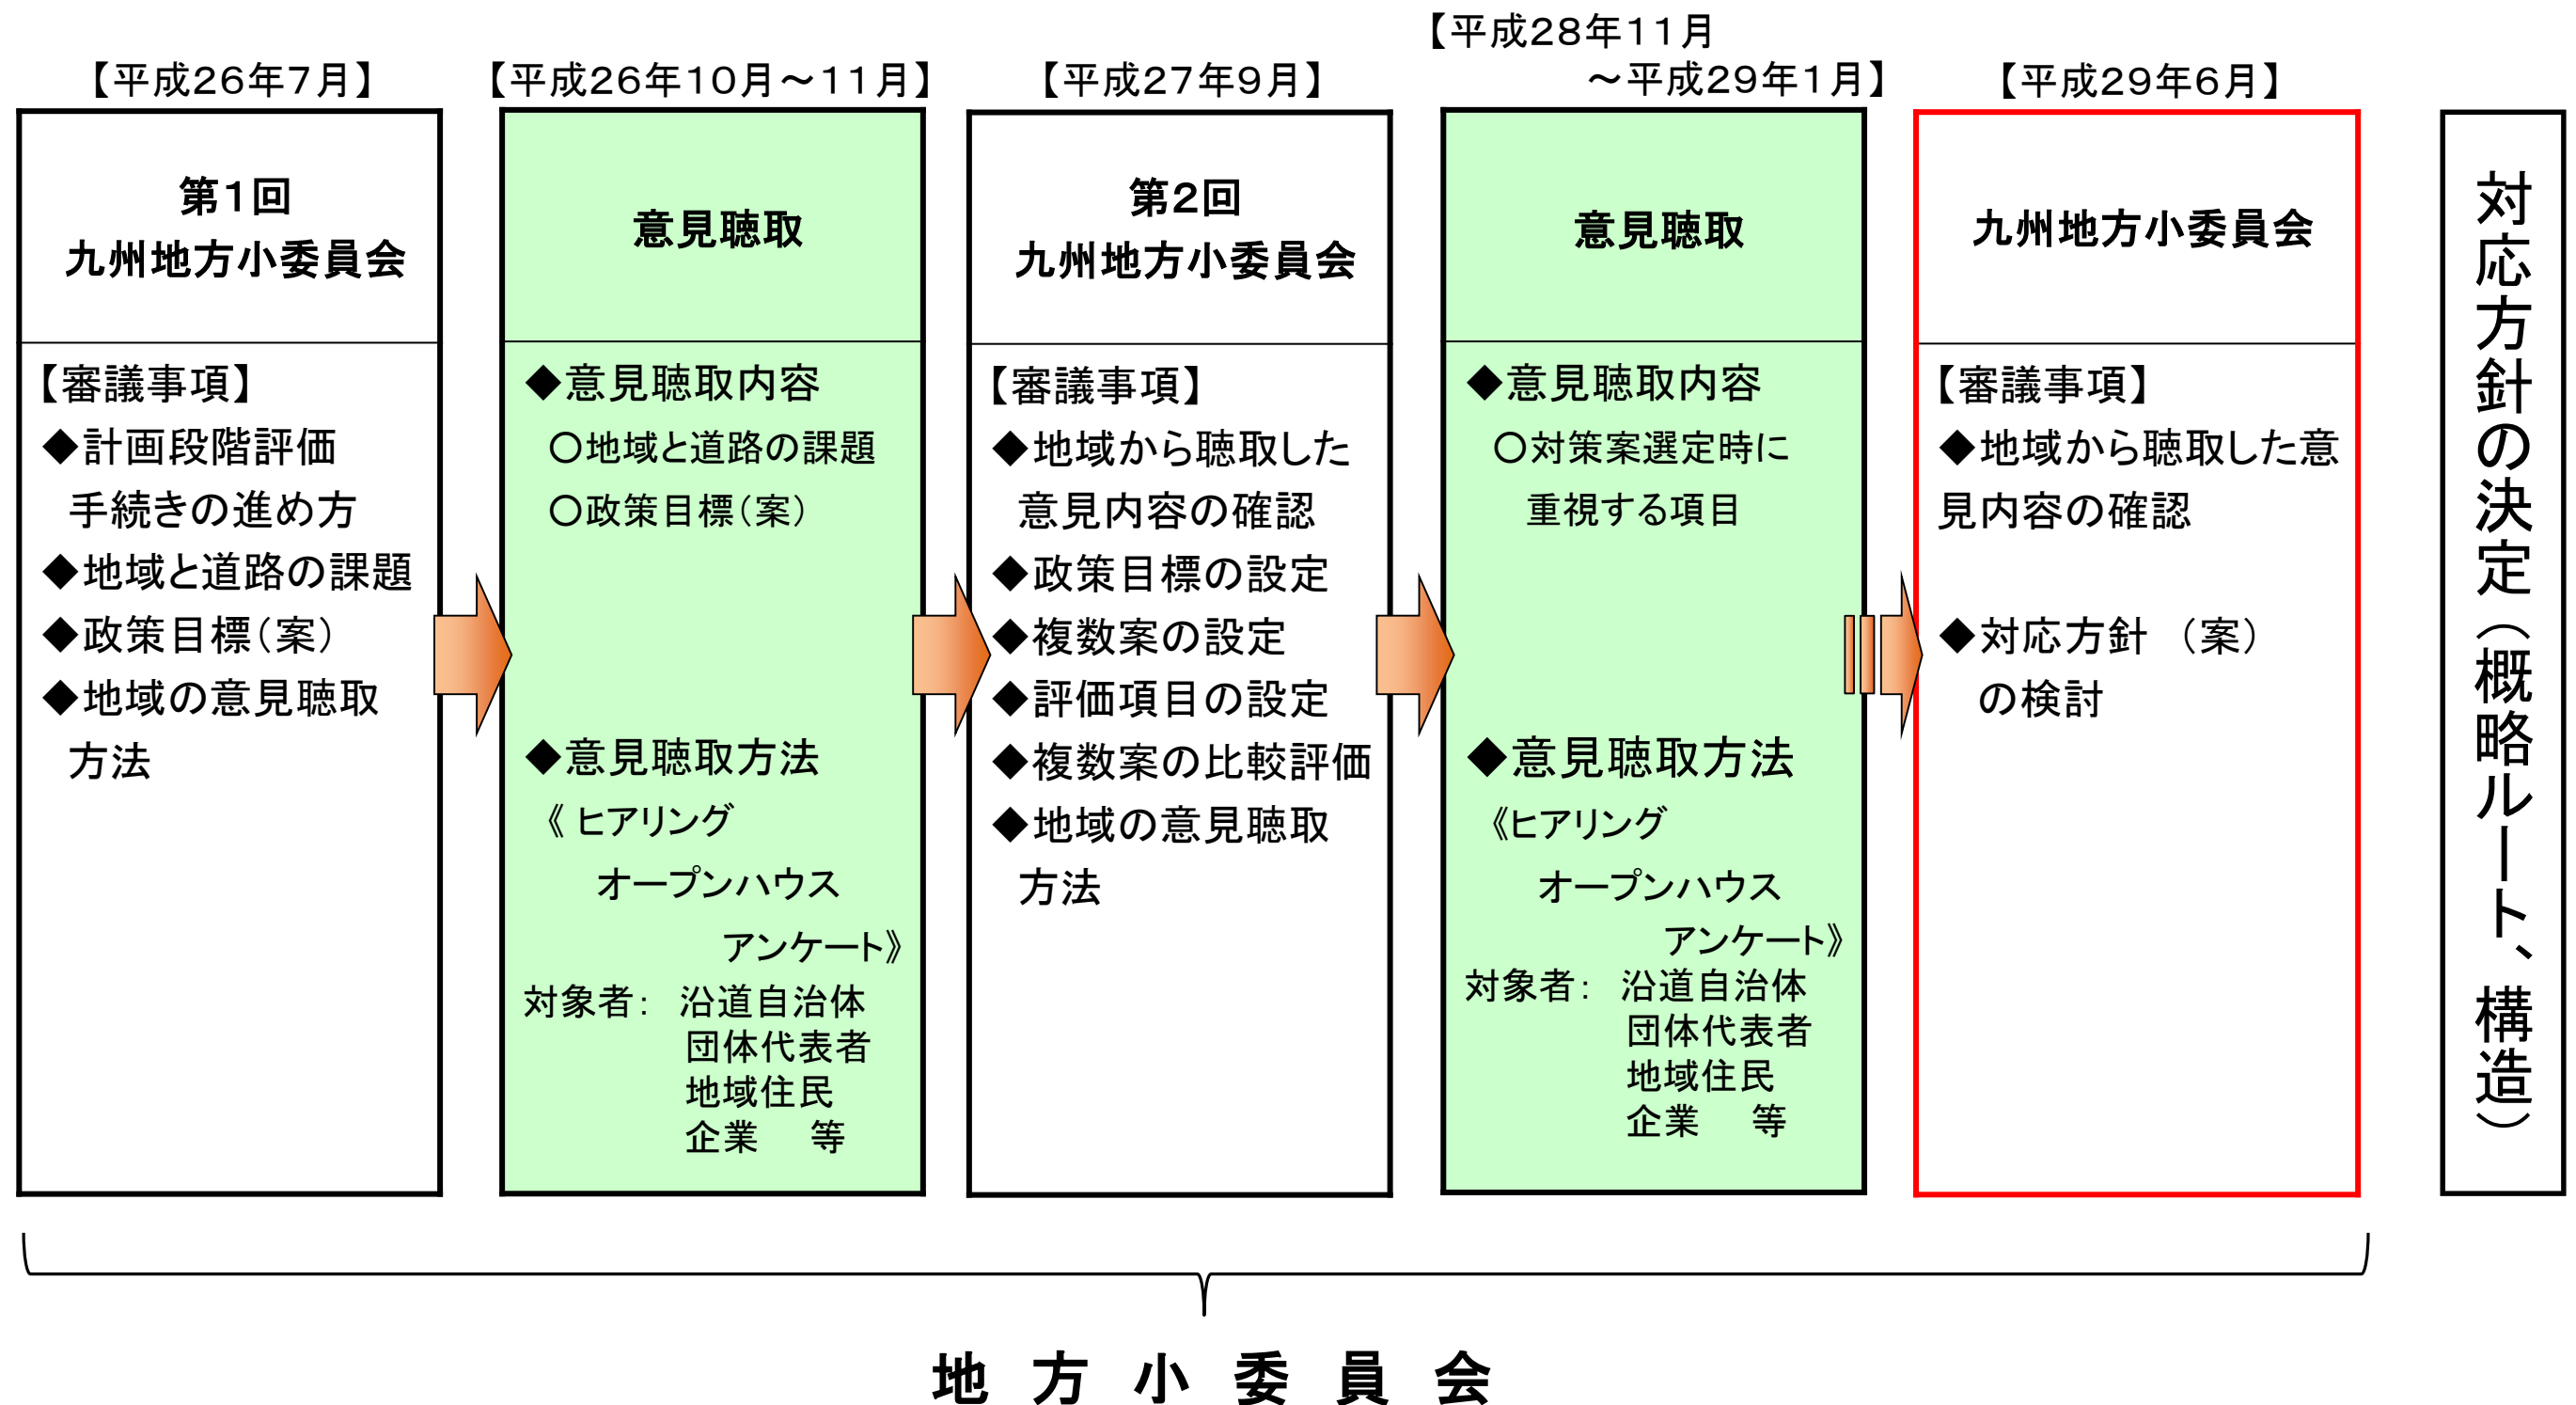 【平成26年7月】
第1回
九州地方小委員会
【審議事項】
◆計画段階評価
手続きの進め方
◆地域と道路の課題
◆政策目標（案）
◆地域の意見聴取
方法
【平成26年10月～11月】
意見聴取
◆意見聴取内容
○地域と道路の課題
○政策目標（案）
◆意見聴取方法
《 ヒアリング
オープンハウス
アンケート》
対象者： 沿道自治体
団体代表者
地域住民
企業 等
【平成27年9月】
第2回
九州地方小委員会
【審議事項】
◆地域から聴取した
意見内容の確認
◆政策目標の設定
◆複数案の設定
◆評価項目の設定
◆複数案の比較評価
◆地域の意見聴取
方法
【平成28年11月
～平成29年1月】
意見聴取
◆意見聴取内容
○対策案選定時に
重視する項目
◆意見聴取方法
《ヒアリング
オープンハウス
アンケート》
対象者： 沿道自治体
団体代表者
地域住民
企業 等
【平成29年6月】
九州地方小委員会
【審議事項】
◆地域から聴取した意
見内容の確認
◆対応方針 （案）
の検討
対応方針の決定（概略ルート、構造）
地 方 小 委 員 会